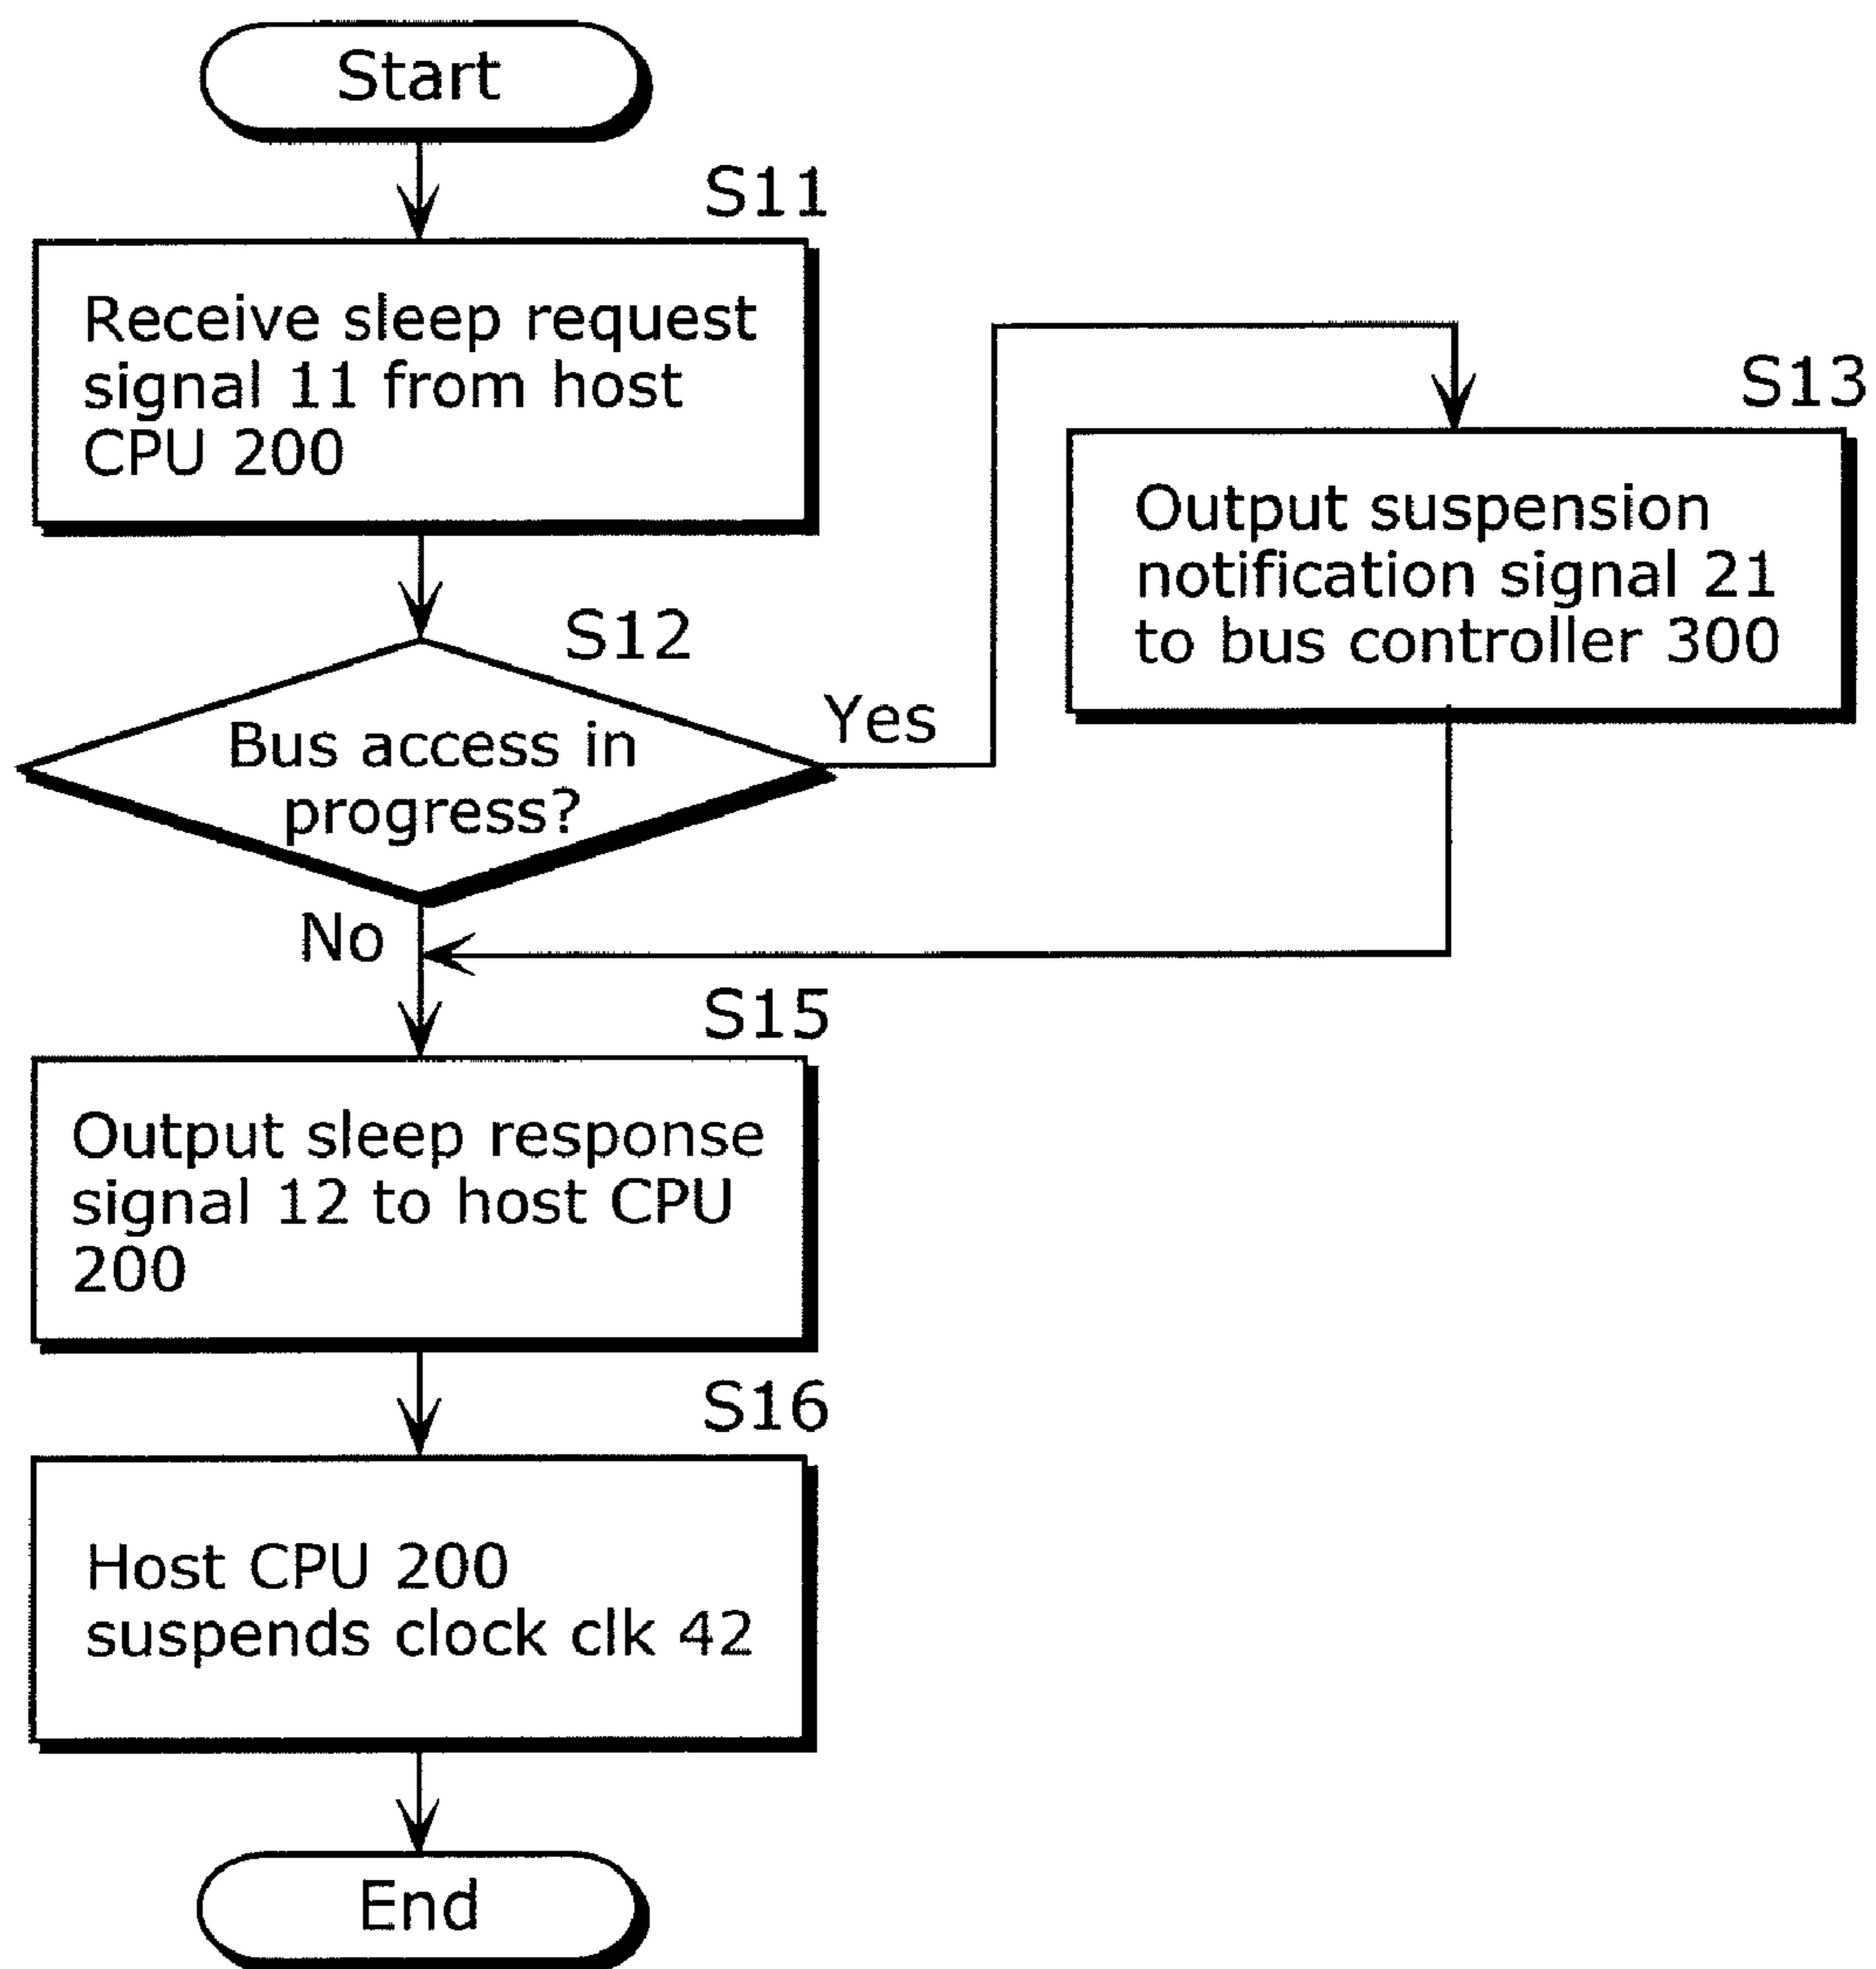 Start
S11
Receive sleep request
signal 11 from host
CPU 200
S12
Bus access in
progress?
Yes
S13
Output suspension
notification signal 21
to bus controller 300
No
S15
Output sleep response
signal 12 to host CPU
200
S16
Host CPU 200
suspends clock clk 42
End